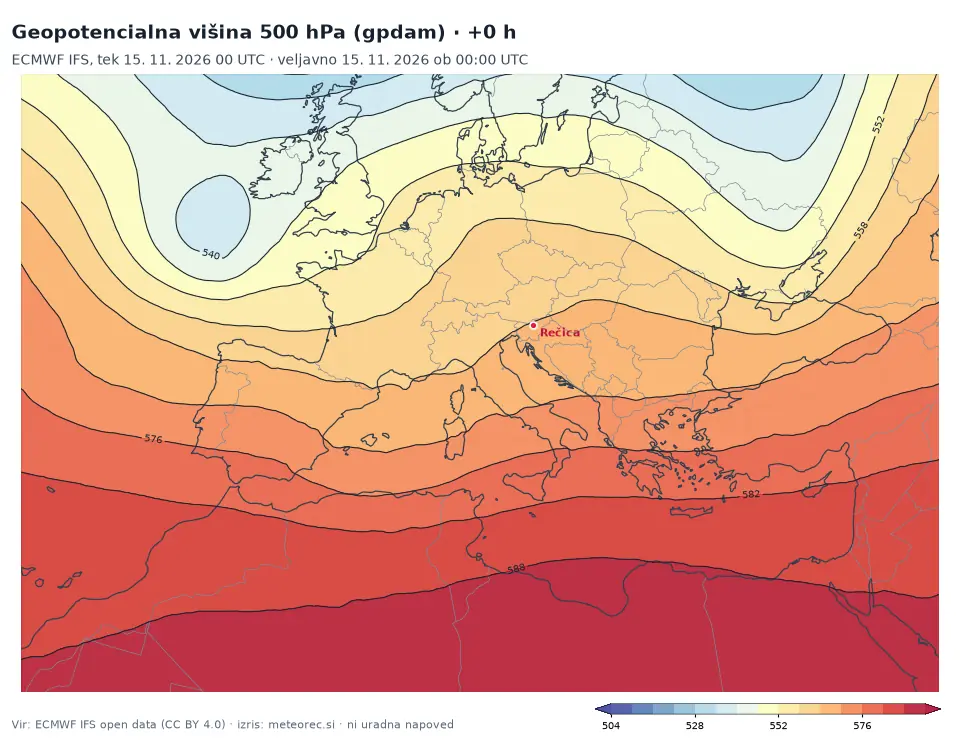 Geopotencialna višina 500 hPa (gpdam) · +0 h
ECMWF IFS, tek 15. 11. 2026 00 UTC · veljavno 15. 11. 2026 ob 00:00 UTC
552
558
540
Rečica
576
582
588
504 528 552 576
Vir: ECMWF IFS open data (CC BY 4.0) · izris: meteorec.si · ni uradna napoved